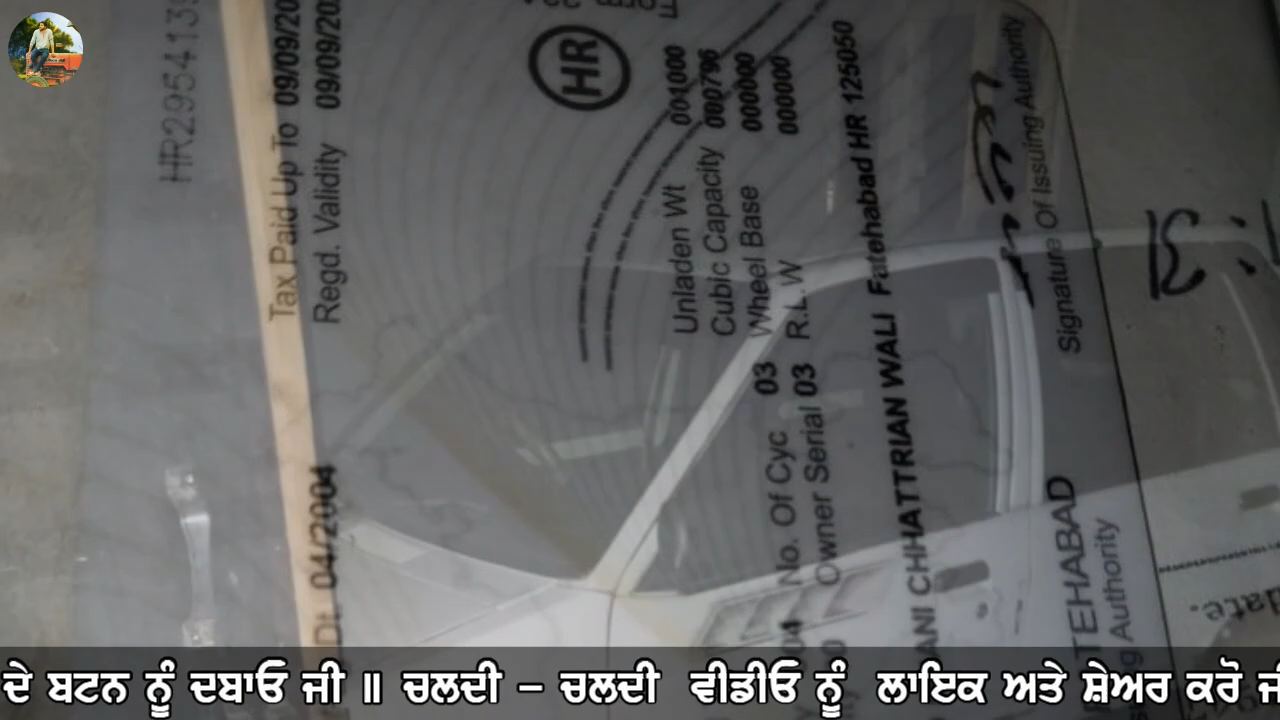 HR2954139
Tax Paid Up To 09/09/20
Regd. Validity 09/09/20
Dt. 04/2004
HR
Unladen Wt 001000
Cubic Capacity 000796
Wheel Base 000000
R.L.W 000000
No. Of Cyc 03
Owner Serial 03
ANI CHHATTRIAN WALI Fatehabad HR 125050
Signature Of Issuing Authority
TEHABAD
g Authority
date.
ਦੇ ਬਟਨ ਨੂੰ ਦਬਾਓ ਜੀ ॥ ਚਲਦੀ – ਚਲਦੀ ਵੀਡੀਓ ਨੂੰ ਲਾਇਕ ਅਤੇ ਸ਼ੇਅਰ ਕਰੋ ਜੀ